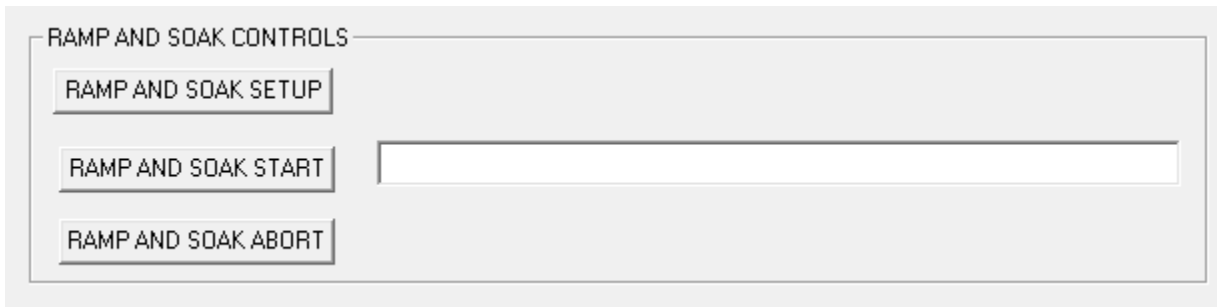 RAMP AND SOAK CONTROLS
RAMP AND SOAK SETUP
RAMP AND SOAK START
RAMP AND SOAK ABORT